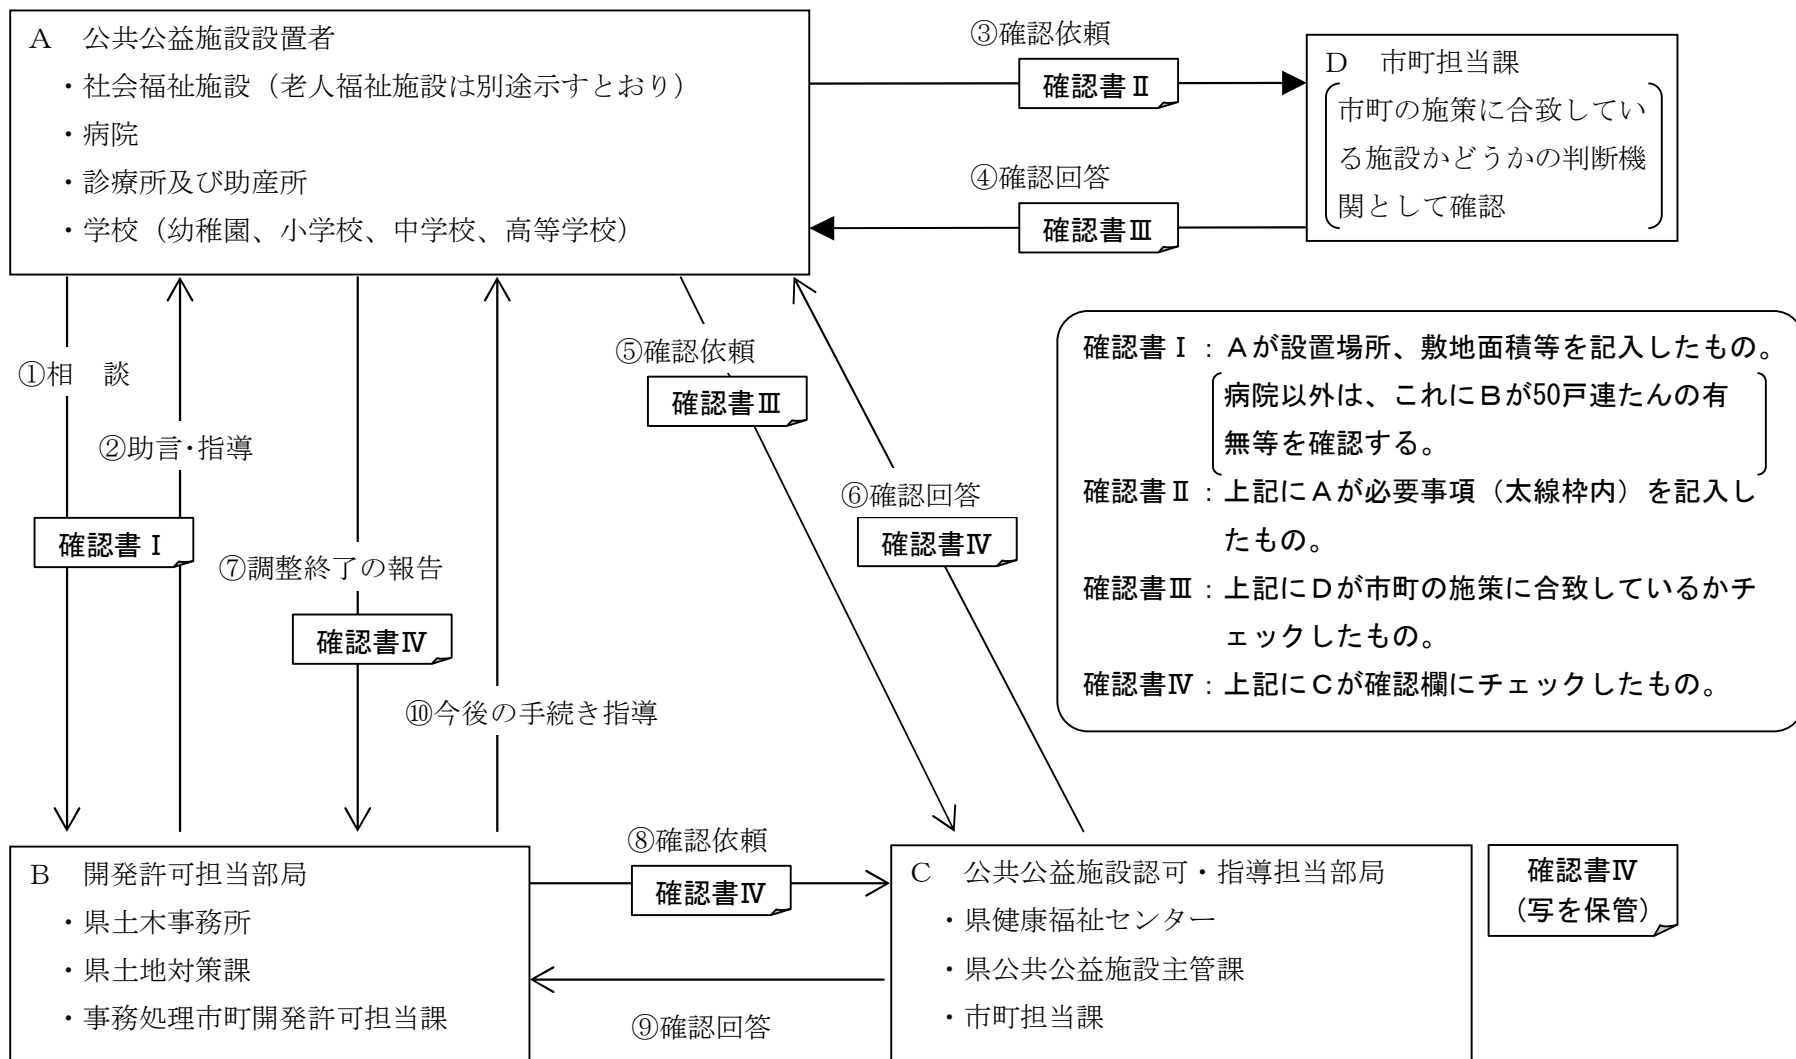 A　公共公益施設設置者
・社会福祉施設（老人福祉施設は別途示すとおり）
・病院
・診療所及び助産所
・学校（幼稚園、小学校、中学校、高等学校）
③確認依頼
確認書Ⅱ
④確認回答
確認書Ⅲ
D　市町担当課
市町の施策に合致してい
る施設かどうかの判断機
関として確認
①相　談
②助言・指導
確認書Ⅰ
⑦調整終了の報告
確認書Ⅳ
⑩今後の手続き指導
⑤確認依頼
確認書Ⅲ
⑥確認回答
確認書Ⅳ
確認書Ⅰ：Aが設置場所、敷地面積等を記入したもの。
病院以外は、これにBが50戸連たんの有
無等を確認する。
確認書Ⅱ：上記にAが必要事項（太線枠内）を記入し
たもの。
確認書Ⅲ：上記にDが市町の施策に合致しているかチ
ェックしたもの。
確認書Ⅳ：上記にCが確認欄にチェックしたもの。
B　開発許可担当部局
・県土木事務所
・県土地対策課
・事務処理市町開発許可担当課
⑧確認依頼
確認書Ⅳ
⑨確認回答
C　公共公益施設認可・指導担当部局
・県健康福祉センター
・県公共公益施設主管課
・市町担当課
確認書Ⅳ
（写を保管）